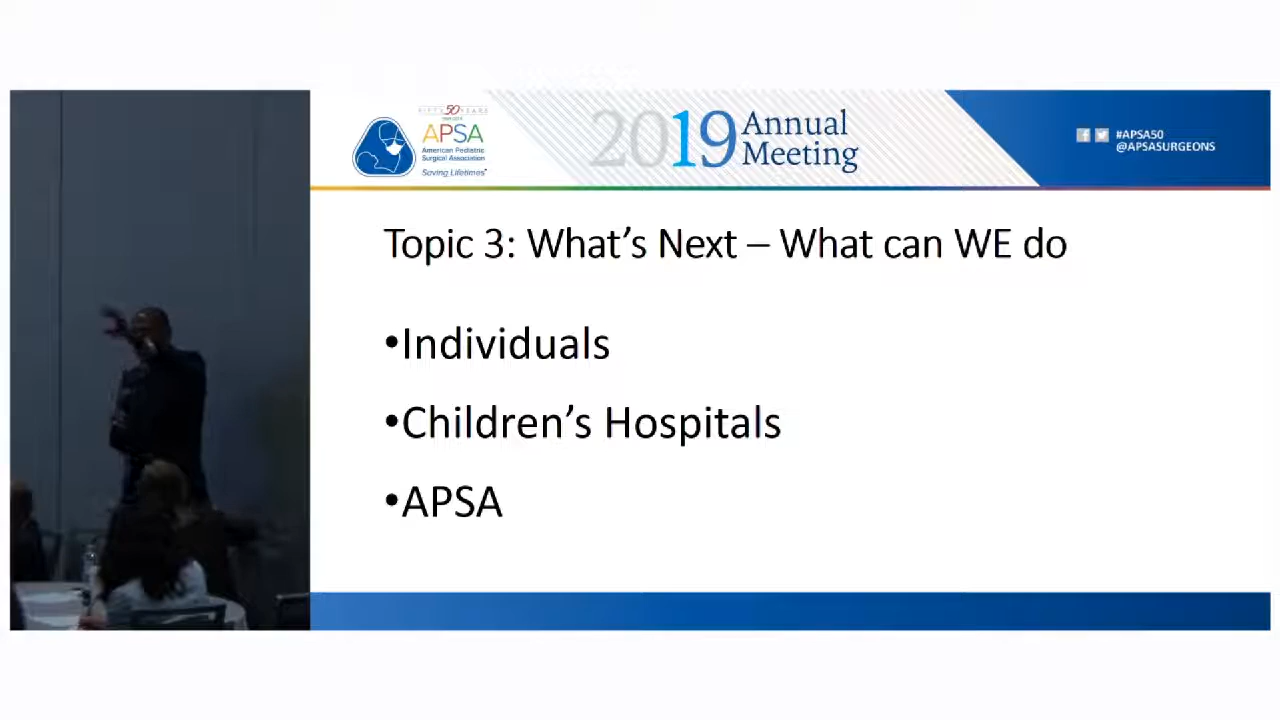 FIFTY 50 YEARS
APSA
American Pediatric
Surgical Association
Saving Lifetimes
2019 Annual
Meeting
#APSA50
@APSASURGEONS
Topic 3: What's Next – What can WE do
•Individuals
•Children's Hospitals
•APSA